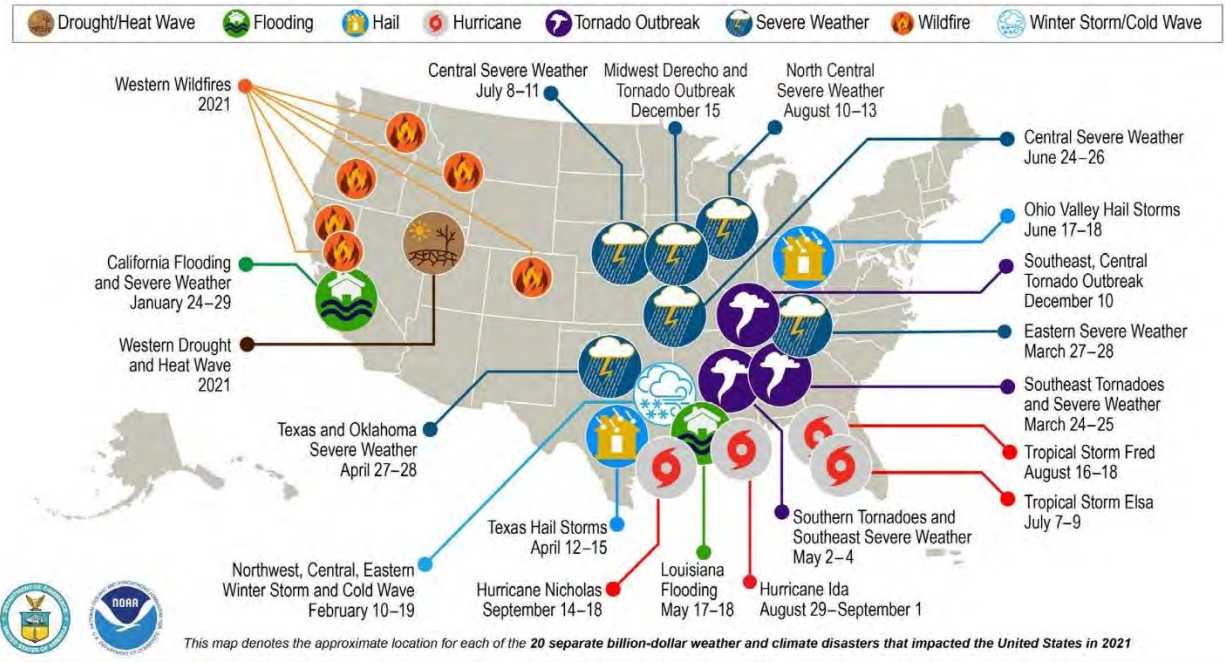 Drought/Heat Wave
Flooding
Hail
Hurricane
Tornado Outbreak
Severe Weather
Wildfire
Winter Storm/Cold Wave
Western Wildfires
2021
Central Severe Weather
July 8–11
Midwest Derecho and
Tornado Outbreak
December 15
North Central
Severe Weather
August 10–13
Central Severe Weather
June 24–26
Ohio Valley Hail Storms
June 17–18
Southeast, Central
Tornado Outbreak
December 10
Eastern Severe Weather
March 27–28
Southeast Tornadoes
and Severe Weather
March 24–25
Tropical Storm Fred
August 16–18
Tropical Storm Elsa
July 7–9
California Flooding
and Severe Weather
January 24–29
Western Drought
and Heat Wave
2021
Texas and Oklahoma
Severe Weather
April 27–28
Texas Hail Storms
April 12–15
Southern Tornadoes and
Southeast Severe Weather
May 2–4
Northwest, Central, Eastern
Winter Storm and Cold Wave
February 10–19
Hurricane Nicholas
September 14–18
Louisiana
Flooding
May 17–18
Hurricane Ida
August 29–September 1
NOAA
This map denotes the approximate location for each of the 20 separate billion-dollar weather and climate disasters that impacted the United States in 2021